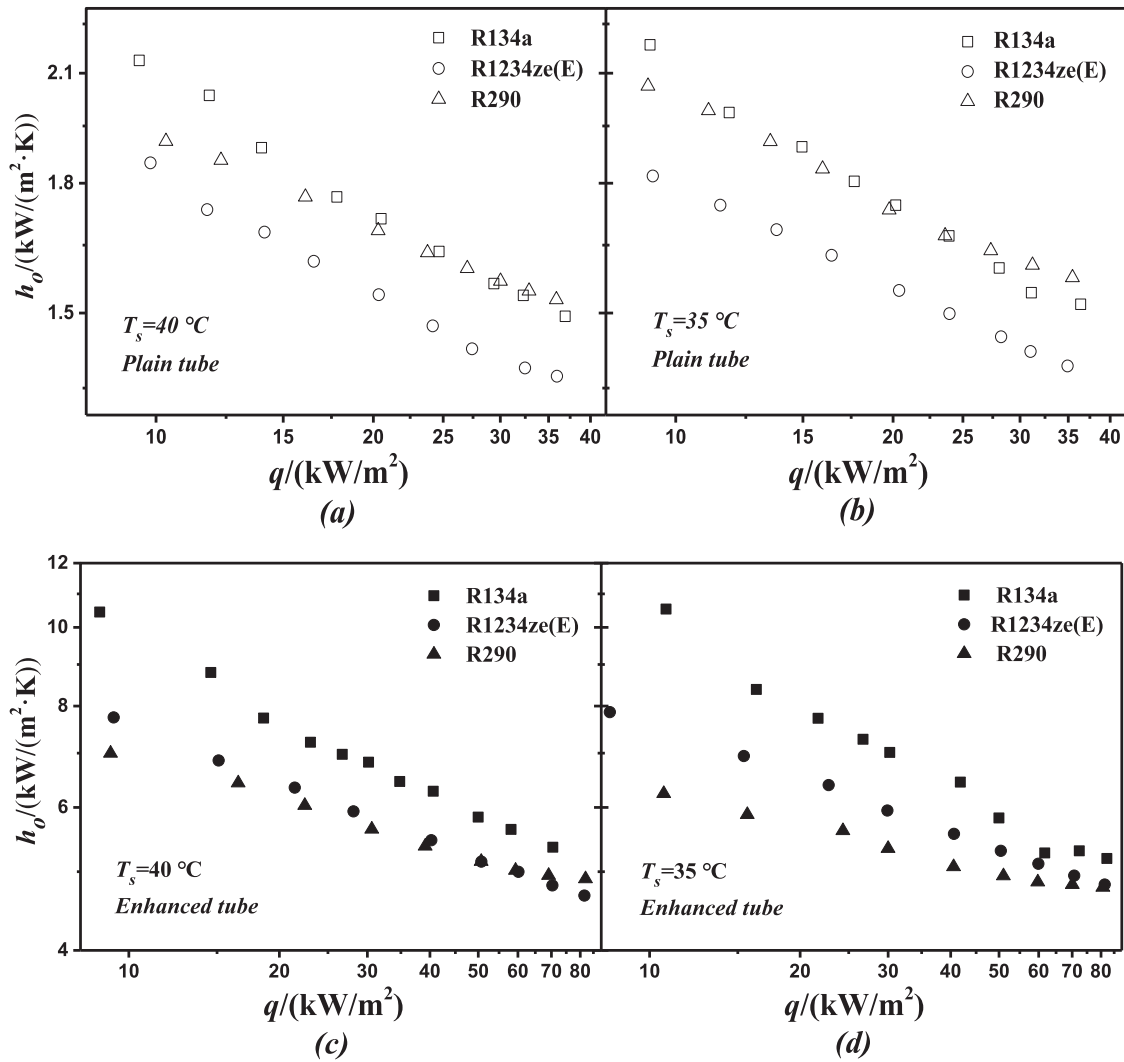 2.1
1.8
1.5
h_o/(kW/(m²·K))
□ R134a
○ R1234ze(E)
△ R290
T_s=40 °C
Plain tube
10 15 20 25 30 35 40
q/(kW/m²)
(a)
□ R134a
○ R1234ze(E)
△ R290
T_s=35 °C
Plain tube
10 15 20 25 30 35 40
q/(kW/m²)
(b)
12
10
8
6
4
h_o/(kW/(m²·K))
■ R134a
● R1234ze(E)
▲ R290
T_s=40 °C
Enhanced tube
10 20 30 40 50 60 70 80
q/(kW/m²)
(c)
■ R134a
● R1234ze(E)
▲ R290
T_s=35 °C
Enhanced tube
10 20 30 40 50 60 70 80
q/(kW/m²)
(d)